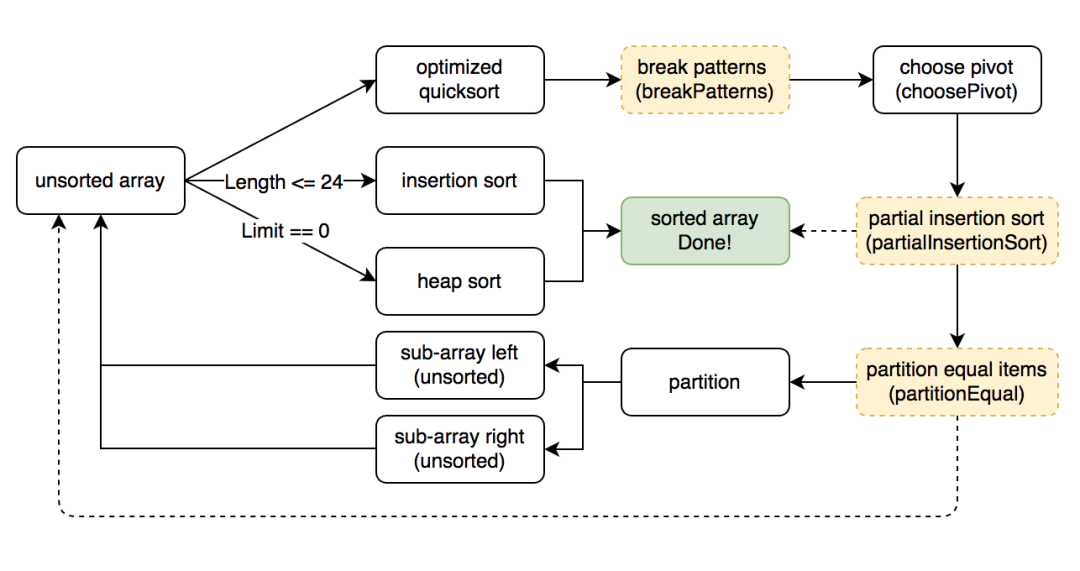 optimized
quicksort
break patterns
(breakPatterns)
choose pivot
(choosePivot)
unsorted array
Length <= 24
insertion sort
Limit == 0
sorted array
Done!
partial insertion sort
(partialInsertionSort)
heap sort
sub-array left
(unsorted)
partition
partition equal items
(partitionEqual)
sub-array right
(unsorted)